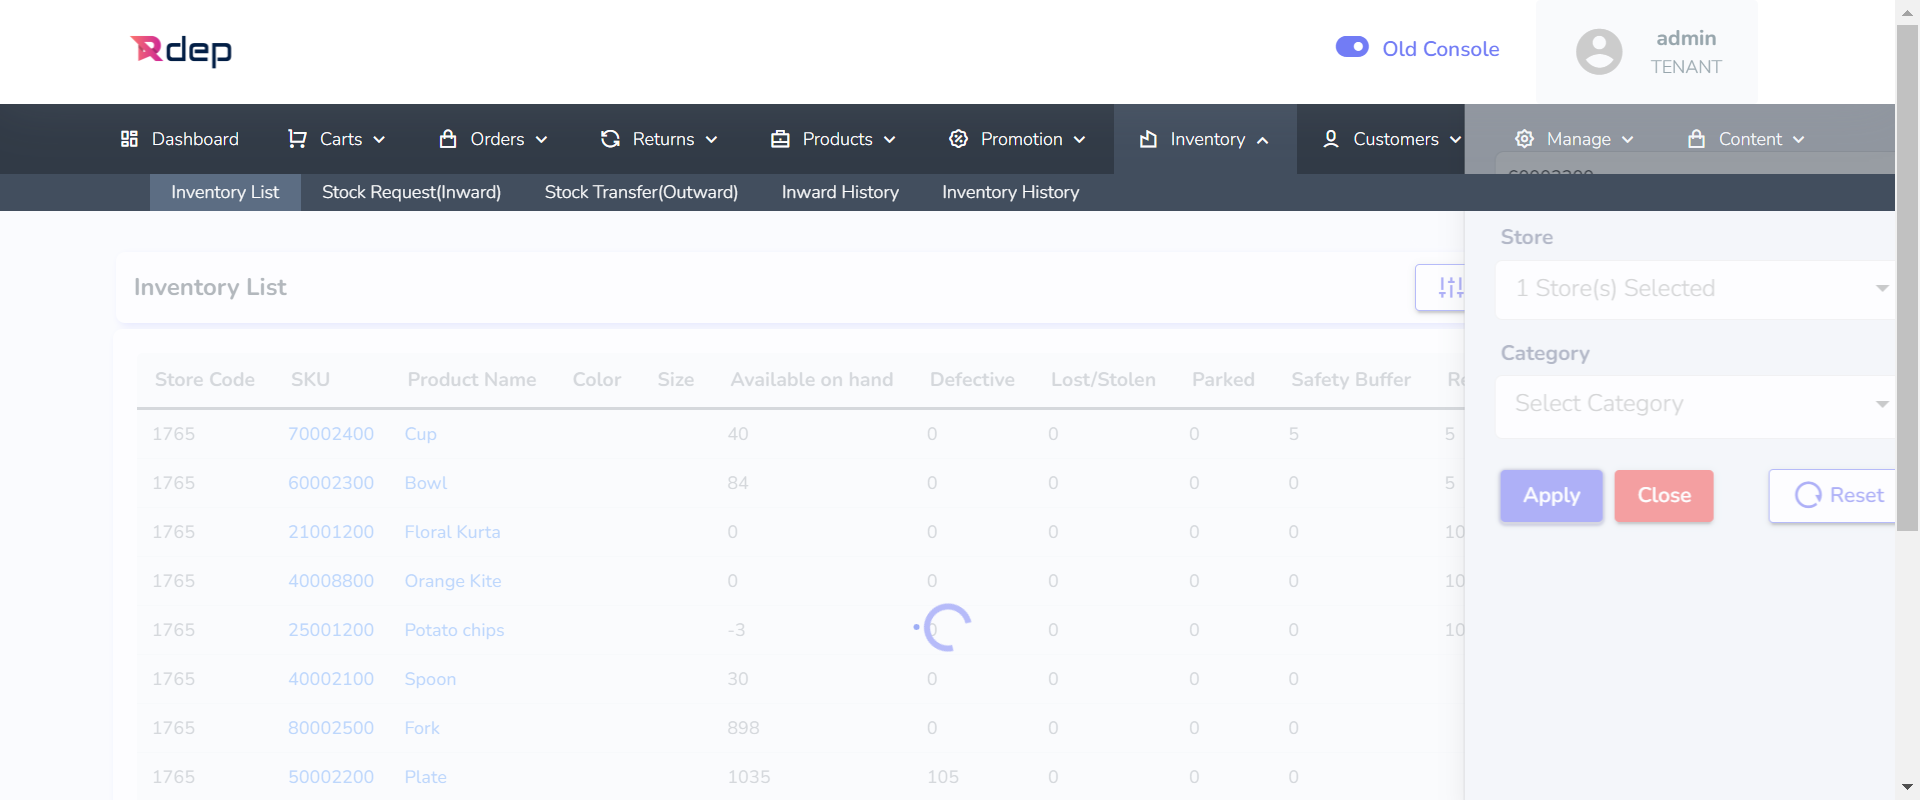 Rdep
Old Console
admin
TENANT
Dashboard Carts Orders Returns Products Promotion Inventory Customers Manage Content
Inventory List Stock Request(Inward) Stock Transfer(Outward) Inward History Inventory History
Store
Inventory List
1 Store(s) Selected
Category
Store Code SKU Product Name Color Size Available on hand Defective Lost/Stolen Parked Safety Buffer
Select Category
1765 70002400 Cup 40 0 0 0 5 5
1765 60002300 Bowl 84 0 0 0 0 5
Apply Close Reset
1765 21001200 Floral Kurta 0 0 0 0 0 10
1765 40008800 Orange Kite 0 0 0 0 0 10
1765 25001200 Potato chips -3 0 0 0 0 10
1765 40002100 Spoon 30 0 0 0 0
1765 80002500 Fork 898 0 0 0 0
1765 50002200 Plate 1035 105 0 0 0